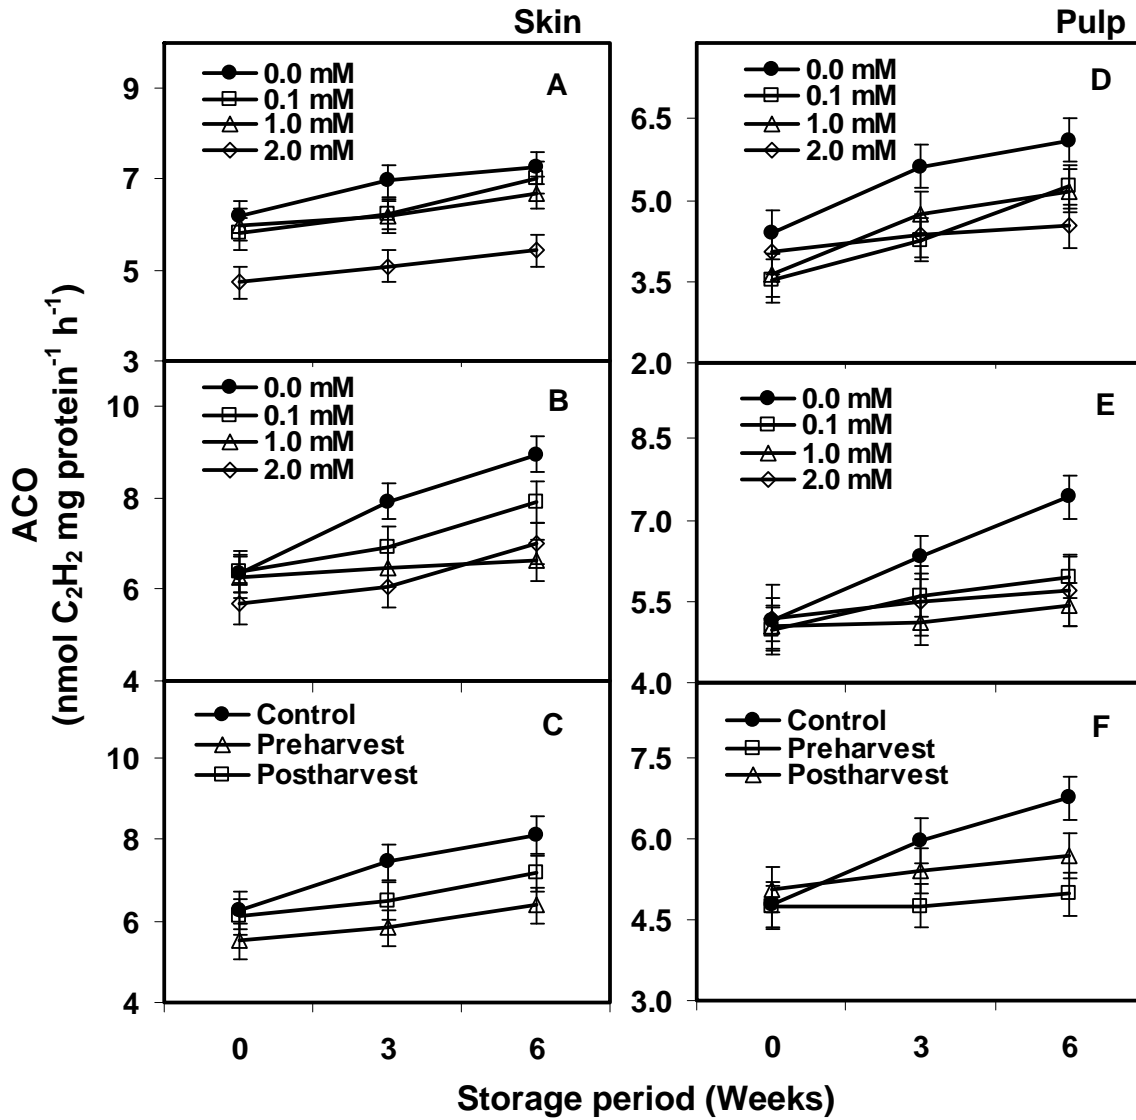 Skin
Pulp
ACO
(nmol C₂H₂ mg protein⁻¹ h⁻¹)
A
0.0 mM
0.1 mM
1.0 mM
2.0 mM
9
7
5
3
D
0.0 mM
0.1 mM
1.0 mM
2.0 mM
6.5
5.0
3.5
2.0
B
0.0 mM
0.1 mM
1.0 mM
2.0 mM
10
8
6
4
E
0.0 mM
0.1 mM
1.0 mM
2.0 mM
8.5
7.0
5.5
4.0
C
Control
Preharvest
Postharvest
10
8
6
4
F
Control
Preharvest
Postharvest
7.5
6.0
4.5
3.0
0 3 6
0 3 6
Storage period (Weeks)